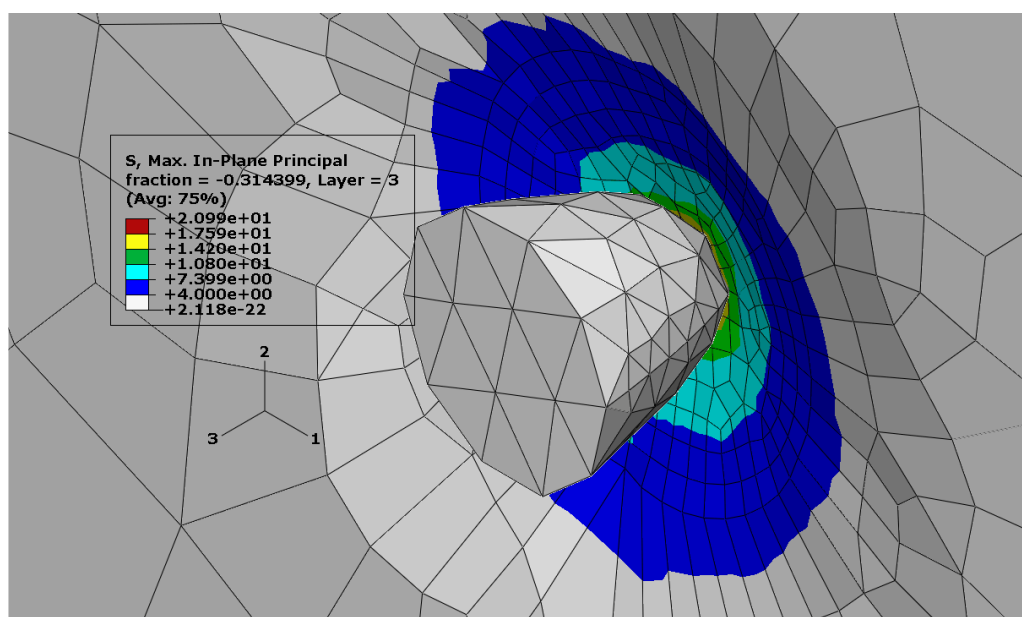 S, Max. In-Plane Principal
fraction = -0.314399, Layer = 3
(Avg: 75%)
+2.099e+01
+1.759e+01
+1.420e+01
+1.080e+01
+7.399e+00
+4.000e+00
+2.118e-22
2
3
1